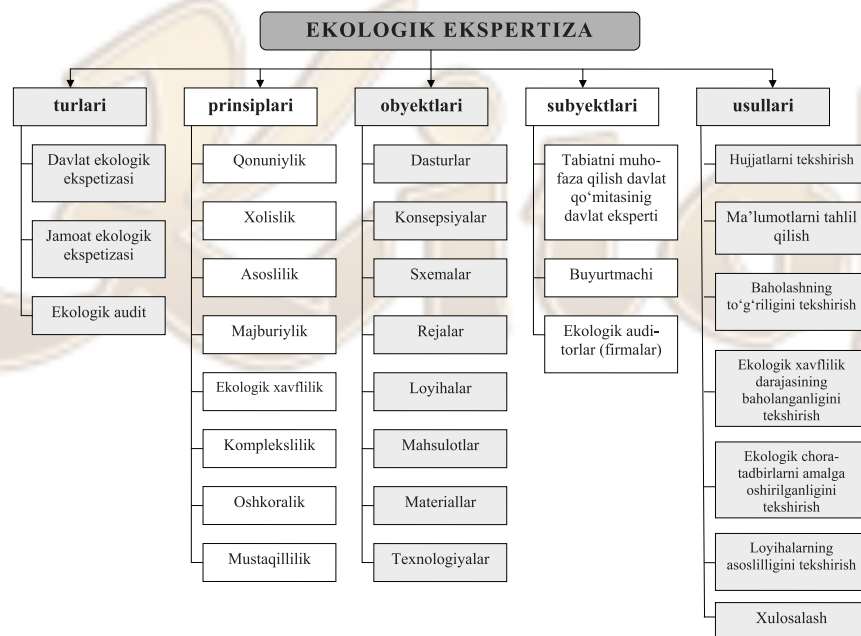 EKOLOGIK EKSPERTIZA
turlari
Davlat ekologik
ekspetizasi
Jamoat ekologik
ekspetizasi
Ekologik audit
prinsiplari
Qonuniylik
Xolislik
Asoslilik
Majburiylik
Ekologik xavflilik
Komplekslilik
Oshkoralik
Mustaqillilik
obyektlari
Dasturlar
Konsepsiyalar
Sxemalar
Rejalar
Loyihalar
Mahsulotlar
Materiallar
Texnologiyalar
subyektlari
Tabiatni muho-
faza qilish davlat
qo‘mitasining
davlat eksperti
Buyurtmachi
Ekologik audi-
torlar (firmalar)
usullari
Hujjatlarni tekshirish
Ma’lumotlarni tahlil
qilish
Baholashning
to‘g‘riligini tekshirish
Ekologik xavflilik
darajasining
baholanganligini
tekshirish
Ekologik chora-
tadbirlarni amalga
oshirilganligini
tekshirish
Loyihalarning
asoslilligini tekshirish
Xulosalash